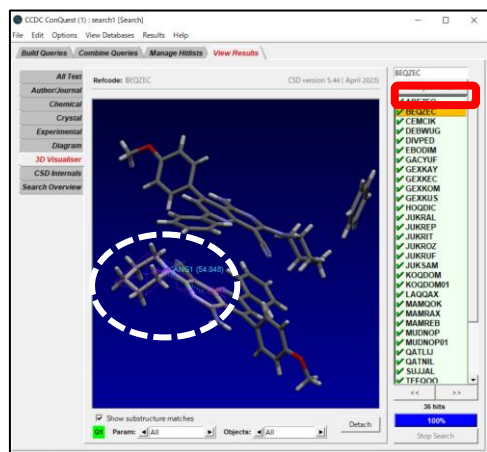 CCDC ConQuest (1) : search1 [Search]
File Edit Options View Databases Results Help
Build Queries Combine Queries Manage Hitlists View Results
All Text
Author/Journal
Chemical
Crystal
Experimental
Diagram
3D Visualiser
CSD Internals
Search Overview
Refcode: BEQZEC CSD version 5.44 ( April 2023)
(54.848)
Show substructure matches
Q1 Param: All Objects: All
Detach
BEQZEC
BEQZEC
CEMCIK
DEBWUG
DIVPED
EBODIM
GACYUF
GEXKAY
GEXKEC
GEXKOM
GEXKUS
HOQDIC
JUKRAL
JUKREP
JUKRIT
JUKROZ
JUKRUF
JUKSAM
KOQDOM
KOQDOM01
LAQQAX
MAMQOK
MAMRAX
MAMREB
MUDNOP
MUDNOP01
QATLIJ
QATNIL
SUJJAL
<< >>
36 hits
100%
Stop Search